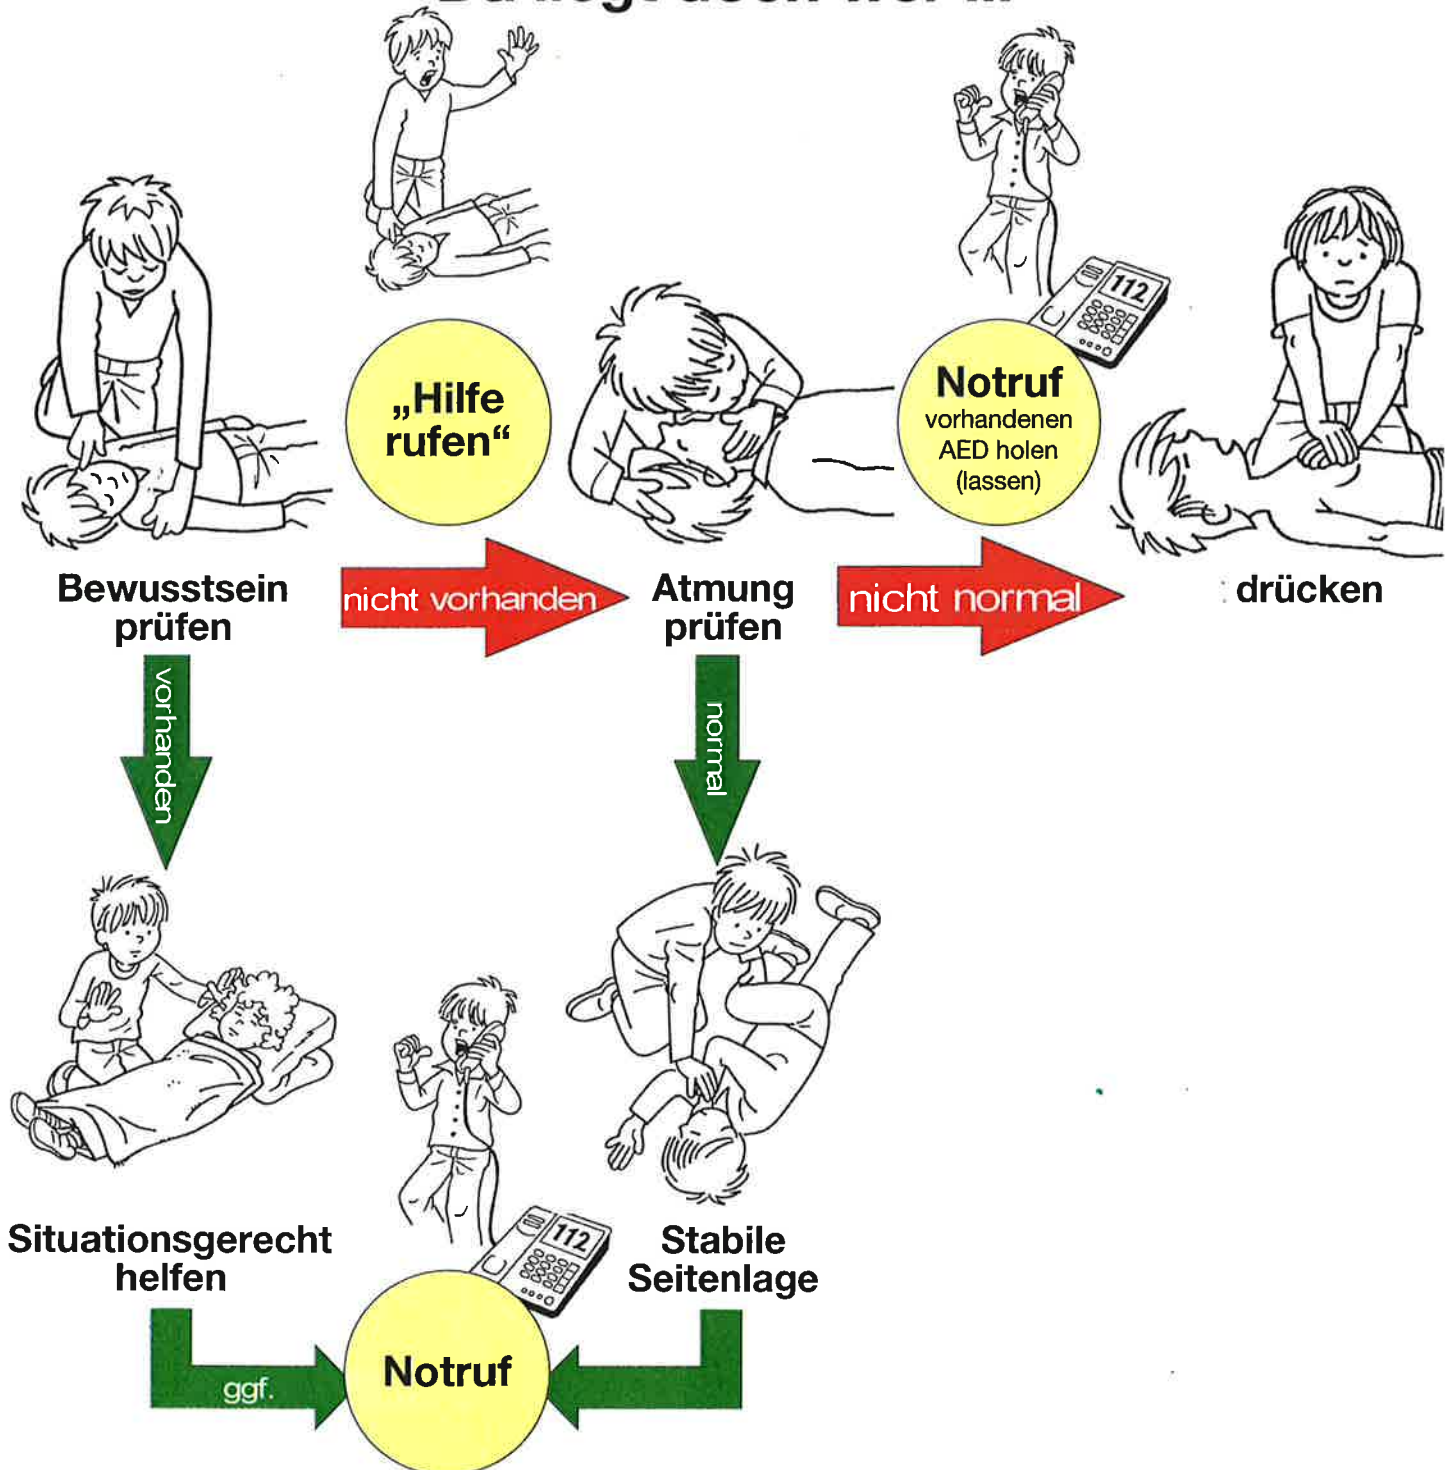 „Hilfe
rufen“
112
Notruf
vorhandenen
AED holen
(lassen)
Bewusstsein
prüfen
nicht vorhanden
Atmung
prüfen
nicht normal
drücken
vorhanden
normal
Situationsgerecht
helfen
112
Stabile
Seitenlage
ggf.
Notruf